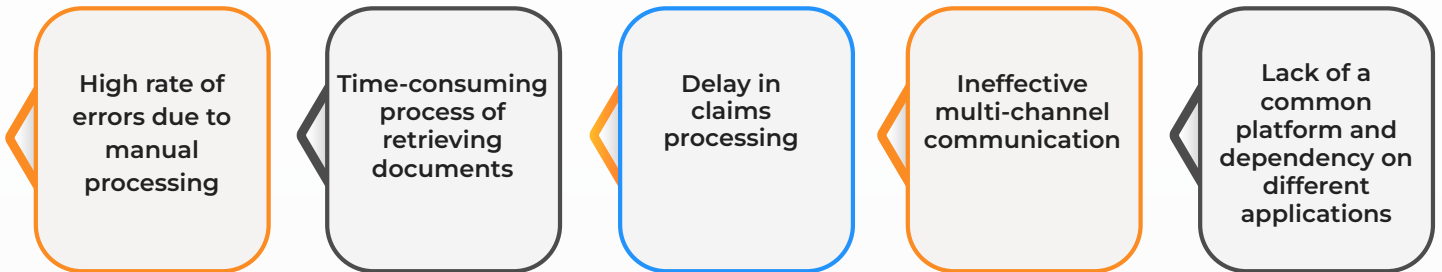 High rate of
errors due to
manual
processing
Time-consuming
process of
retrieving
documents
Delay in
claims
processing
Ineffective
multi-channel
communication
Lack of a
common
platform and
dependency on
different
applications